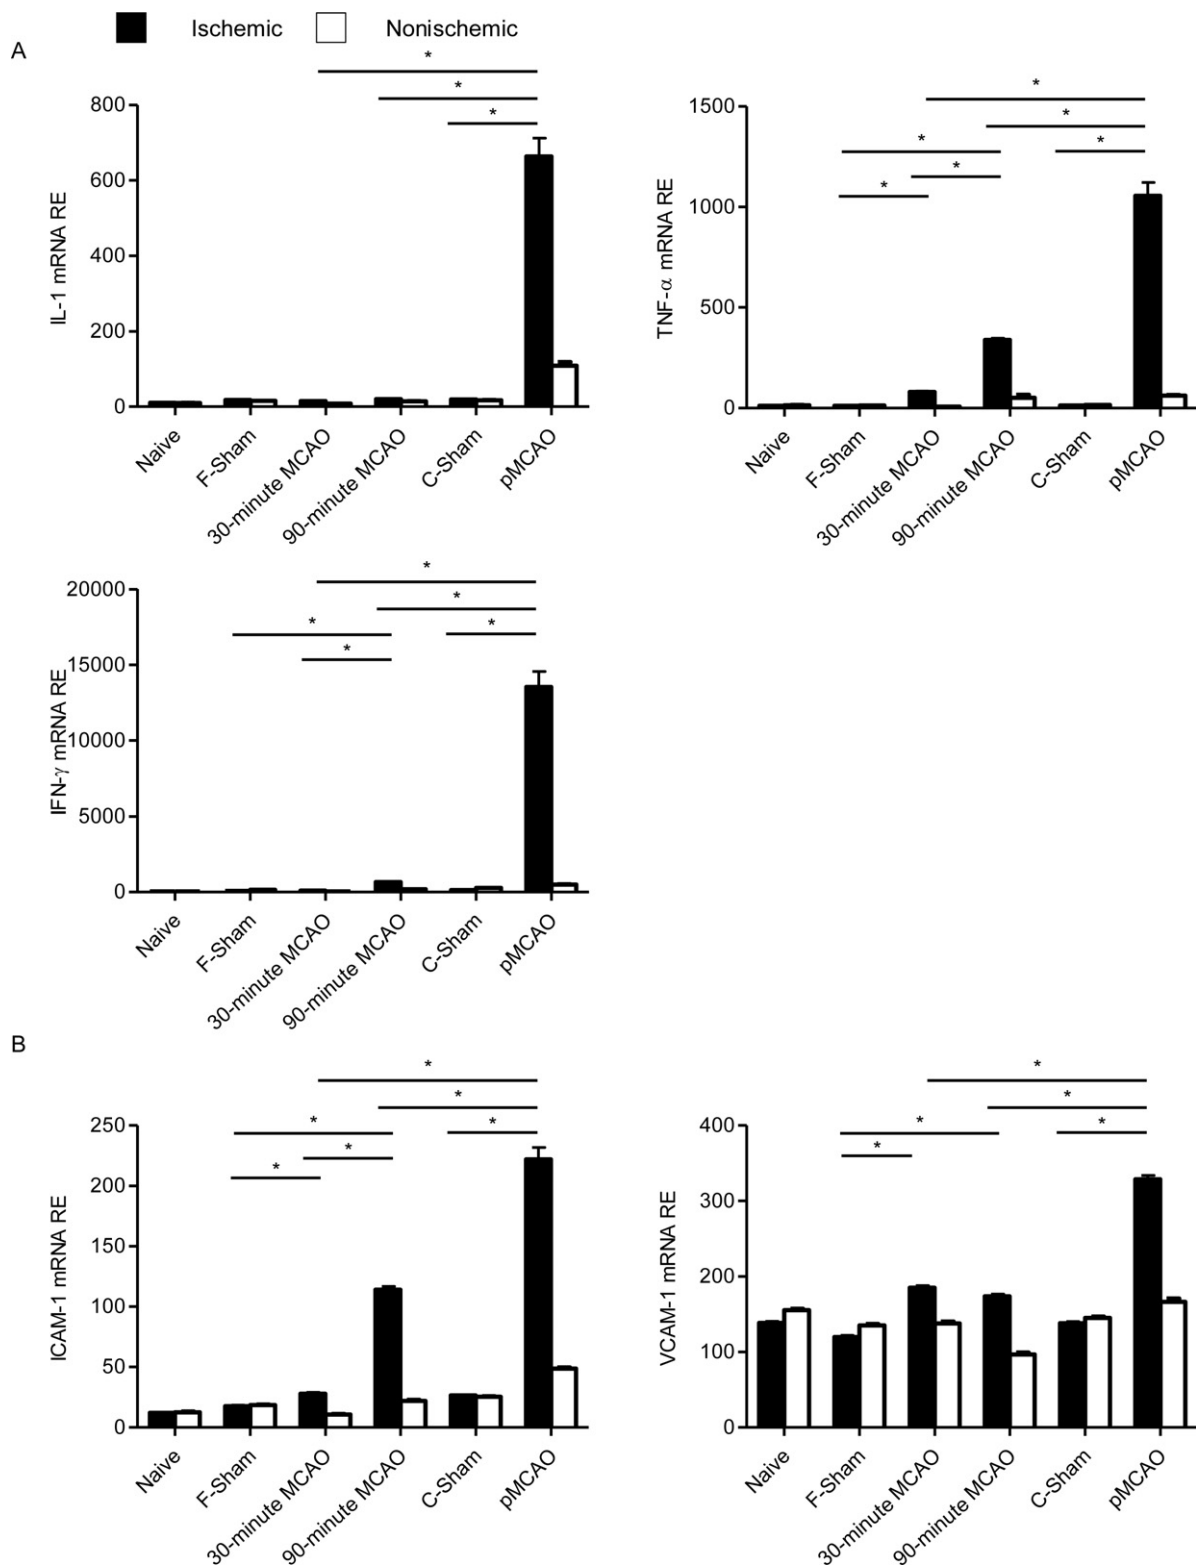 Ischemic Nonischemic
A
* * *
IL-1 mRNA RE
800
600
400
200
0
Naive F-Sham 30-minute MCAO 90-minute MCAO C-Sham pMCAO
* * * * * *
TNF-α mRNA RE
1500
1000
500
0
Naive F-Sham 30-minute MCAO 90-minute MCAO C-Sham pMCAO
* * * * *
IFN-γ mRNA RE
20000
15000
10000
5000
0
Naive F-Sham 30-minute MCAO 90-minute MCAO C-Sham pMCAO
B
* * * * * *
ICAM-1 mRNA RE
250
200
150
100
50
0
Naive F-Sham 30-minute MCAO 90-minute MCAO C-Sham pMCAO
* * * * *
VCAM-1 mRNA RE
400
300
200
100
0
Naive F-Sham 30-minute MCAO 90-minute MCAO C-Sham pMCAO